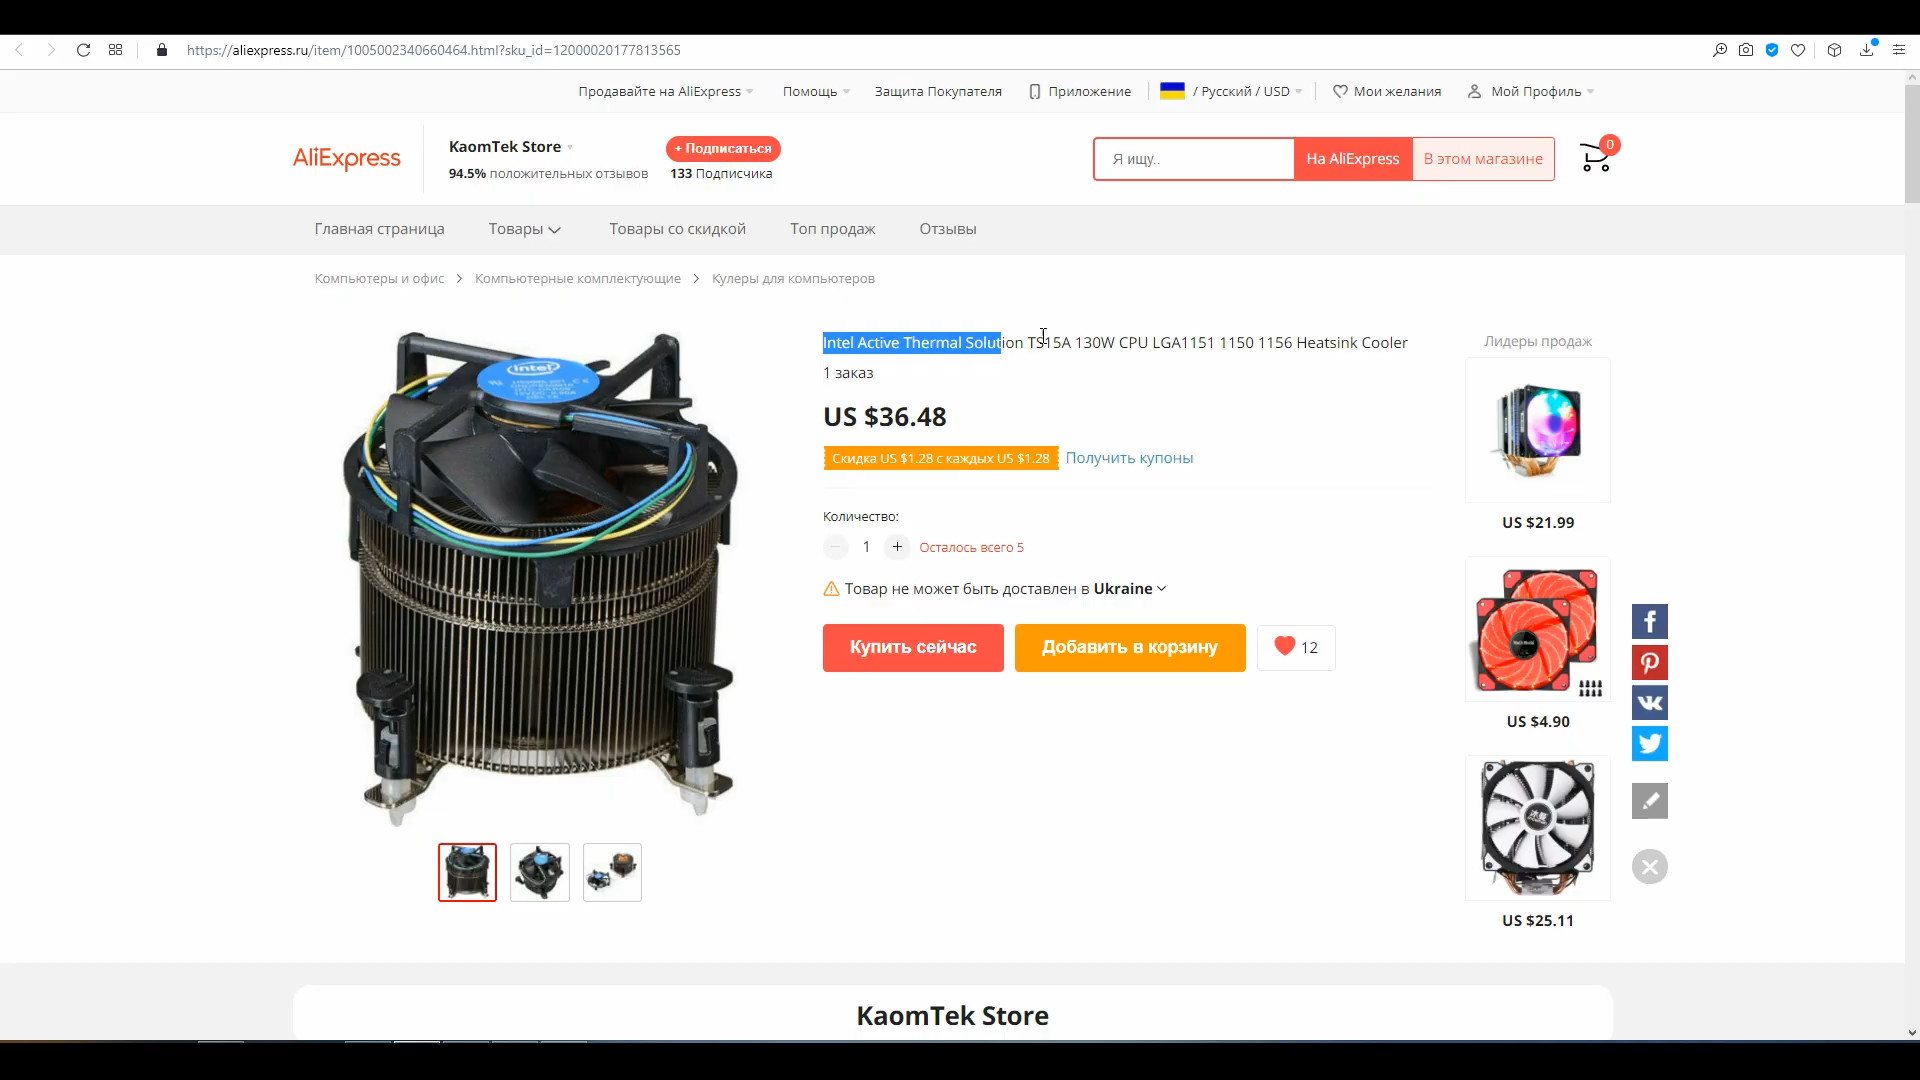 https://aliexpress.ru/item/1005002340660464.html?sku_id=12000020177813565
Продавайте на AliExpress
Помощь
Защита Покупателя
Приложение
/ Русский / USD
Мои желания
Мой Профиль
AliExpress
KaomTek Store
94.5% положительных отзывов
+ Подписаться
133 Подписчика
Я ищу..
На AliExpress
В этом магазине
0
Главная страница
Товары
Товары со скидкой
Топ продаж
Отзывы
Компьютеры и офис > Компьютерные комплектующие > Кулеры для компьютеров
intel
Intel Active Thermal Solution TS15A 130W CPU LGA1151 1150 1156 Heatsink Cooler
1 заказ
US $36.48
Скидка US $1.28 с каждых US $1.28
Получить купоны
Количество:
1
+
Осталось всего 5
Товар не может быть доставлен в Ukraine
Купить сейчас
Добавить в корзину
12
Лидеры продаж
US $21.99
US $4.90
US $25.11
KaomTek Store